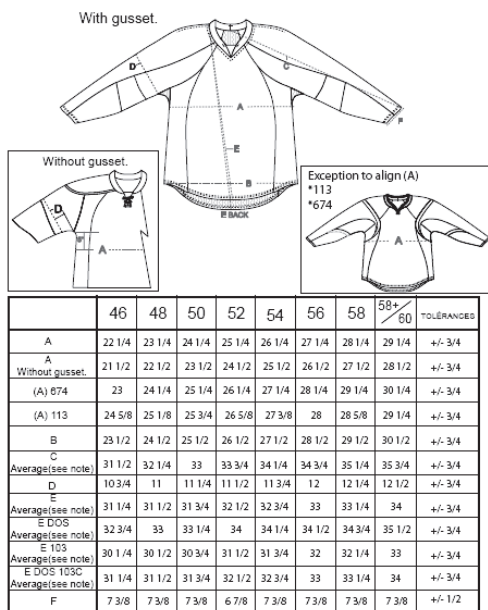 With gusset.
D
C
A
E
F
B
E BACK
Without gusset.
D
6"
A
Exception to align (A)
*113
*674
A
46 48 50 52 54 56 58 58+/60 TOLÉRANCES
A 22 1/4 23 1/4 24 1/4 25 1/4 26 1/4 27 1/4 28 1/4 29 1/4 +/- 3/4
A
Without gusset. 21 1/2 22 1/2 23 1/2 24 1/2 25 1/2 26 1/2 27 1/2 28 1/2 +/- 3/4
(A) 674 23 24 1/4 25 1/4 26 1/4 27 1/4 28 1/4 29 1/4 30 1/4 +/- 3/4
(A) 113 24 5/8 25 1/8 25 3/4 26 5/8 27 3/8 28 28 5/8 29 1/4 +/- 3/4
B 23 1/2 24 1/2 25 1/2 26 1/2 27 1/2 28 1/2 29 1/2 30 1/2 +/- 3/4
C
Average(see note) 31 1/2 32 1/4 33 33 3/4 34 1/4 34 3/4 35 1/4 35 3/4 +/- 3/4
D 10 3/4 11 11 1/4 11 1/2 11 3/4 12 12 1/4 12 1/2 +/- 3/4
E
Average(see note) 31 1/4 31 1/2 31 3/4 32 1/2 32 3/4 33 33 1/4 34 +/- 3/4
E DOS
Average(see note) 32 3/4 33 33 1/4 34 34 1/4 34 1/2 34 3/4 35 1/2 +/- 3/4
E 103
Average(see note) 30 1/4 30 1/2 30 3/4 31 1/2 31 3/4 32 32 1/4 33 +/- 3/4
E DOS 103C
Average(see note) 31 1/4 31 1/2 31 3/4 32 1/2 32 3/4 33 33 1/4 34 +/- 3/4
F 7 3/8 7 3/8 7 3/8 6 7/8 7 3/8 7 3/8 7 3/8 7 3/8 +/- 1/2